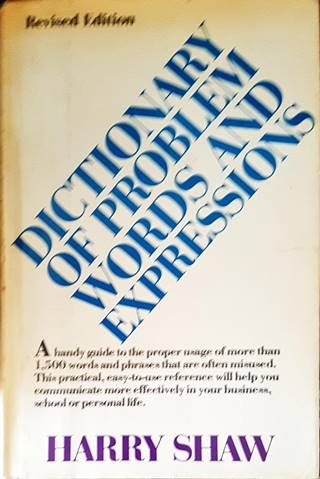 Revised Edition
DICTIONARY
OF PROBLEM
WORDS AND
EXPRESSIONS
A handy guide to the proper usage of more than
1,500 words and phrases that are often misused.
This practical, easy-to-use reference will help you
communicate more effectively in your business,
school or personal life.
HARRY SHAW